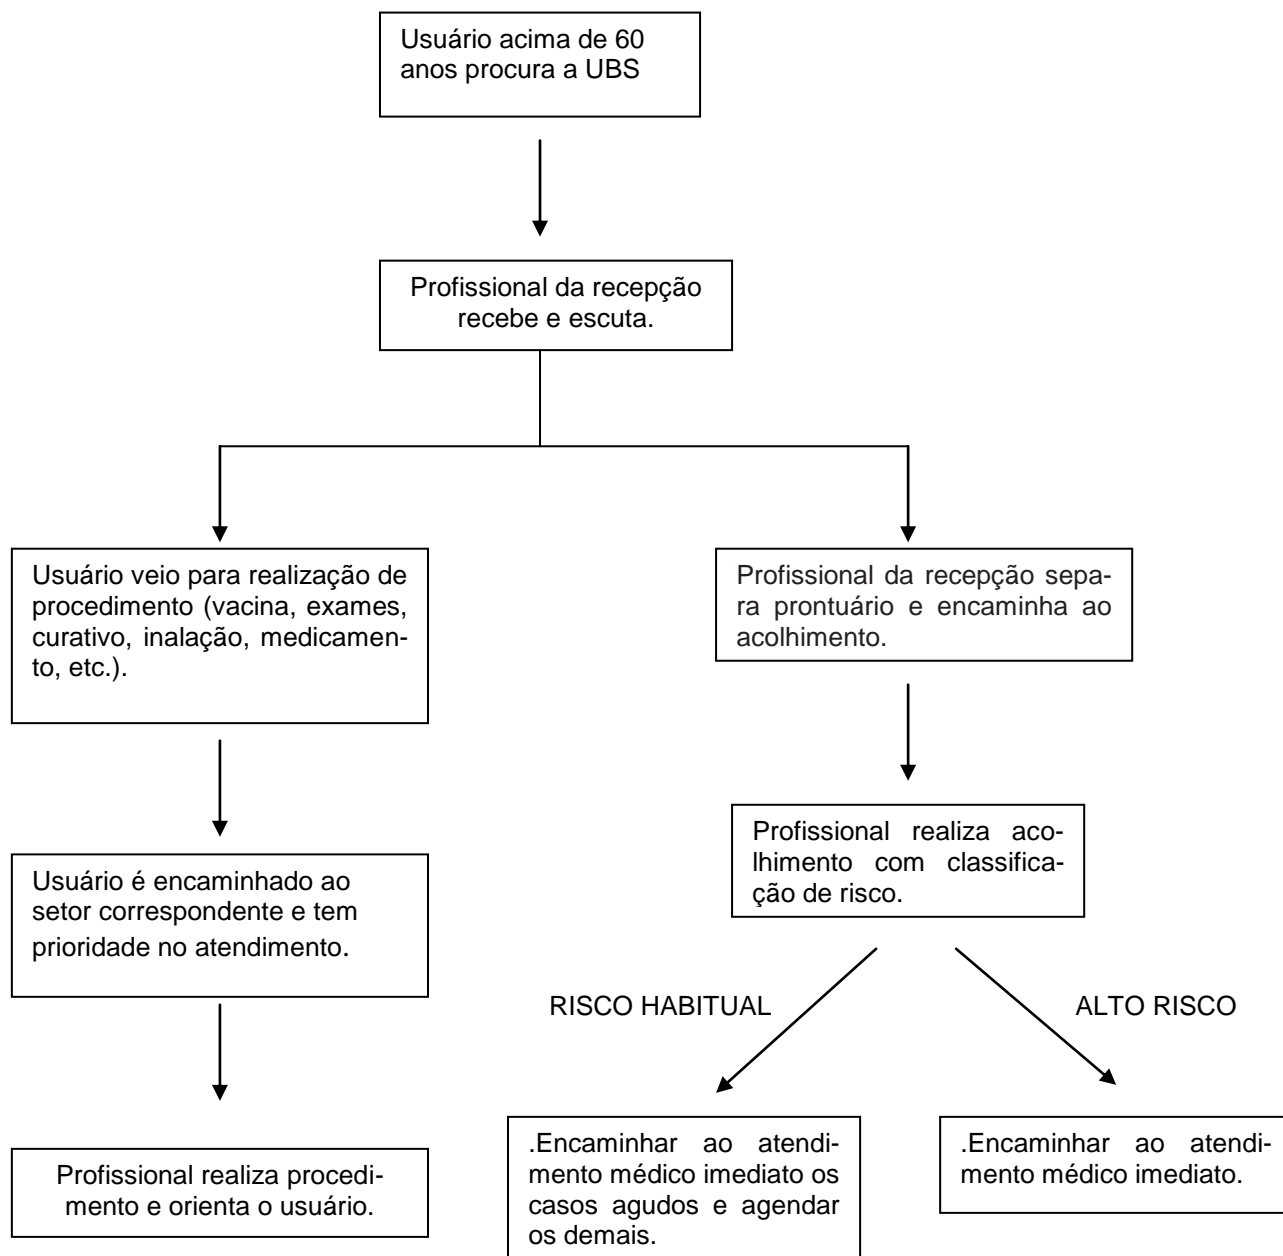 Usuário acima de 60
anos procura a UBS
Profissional da recepção
recebe e escuta.
Usuário veio para realização de
procedimento (vacina, exames,
curativo, inalação, medicamen-
to, etc.).
Profissional da recepção sepa-
ra prontuário e encaminha ao
acolhimento.
Usuário é encaminhado ao
setor correspondente e tem
prioridade no atendimento.
Profissional realiza aco-
lhimento com classifica-
ção de risco.
RISCO HABITUAL
ALTO RISCO
Profissional realiza procedi-
mento e orienta o usuário.
.Encaminhar ao atendi-
mento médico imediato os
casos agudos e agendar
os demais.
.Encaminhar ao atendi-
mento médico imediato.